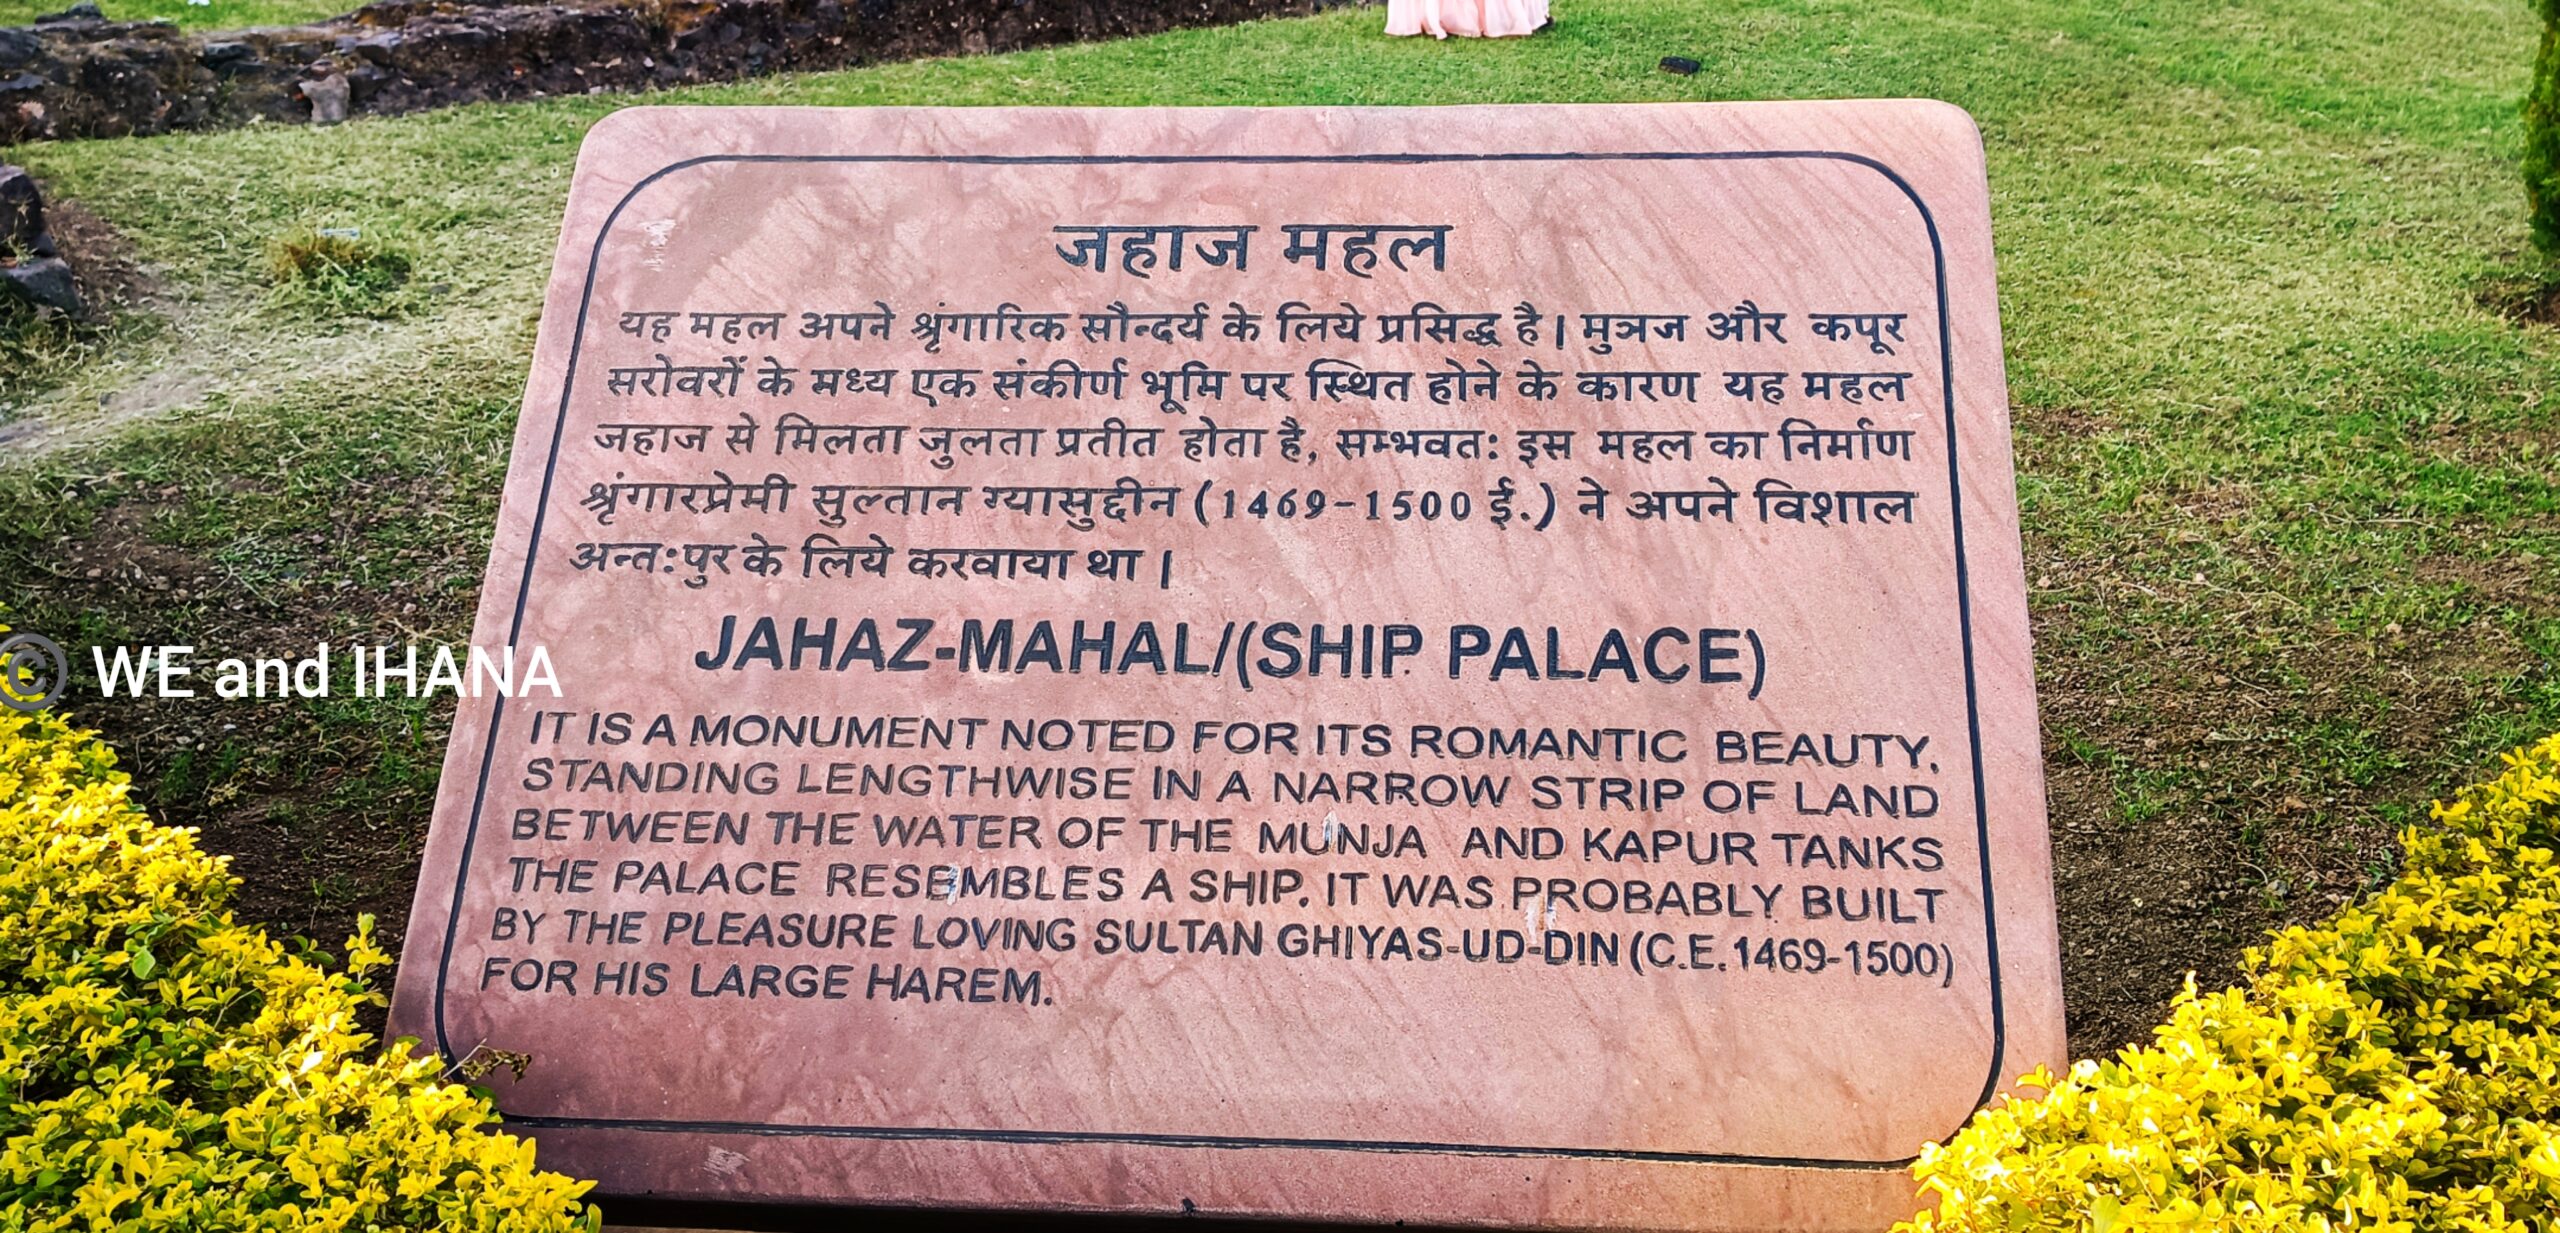 जहाज महल
यह महल अपने श्रृंगारिक सौन्दर्य के लिये प्रसिद्ध है। मुञ्ज और कपूर
सरोवरों के मध्य एक संकीर्ण भूमि पर स्थित होने के कारण यह महल
जहाज से मिलता जुलता प्रतीत होता है, सम्भवतः इस महल का निर्माण
श्रृंगारप्रेमी सुल्तान ग्यासुद्दीन (1469-1500 ई.) ने अपने विशाल
अन्तःपुर के लिये करवाया था।
JAHAZ-MAHAL/(SHIP PALACE)
© WE and IHANA
IT IS A MONUMENT NOTED FOR ITS ROMANTIC BEAUTY.
STANDING LENGTHWISE IN A NARROW STRIP OF LAND
BETWEEN THE WATER OF THE MUNJA AND KAPUR TANKS
THE PALACE RESEMBLES A SHIP. IT WAS PROBABLY BUILT
BY THE PLEASURE LOVING SULTAN GHIYAS-UD-DIN (C.E.1469-1500)
FOR HIS LARGE HAREM.